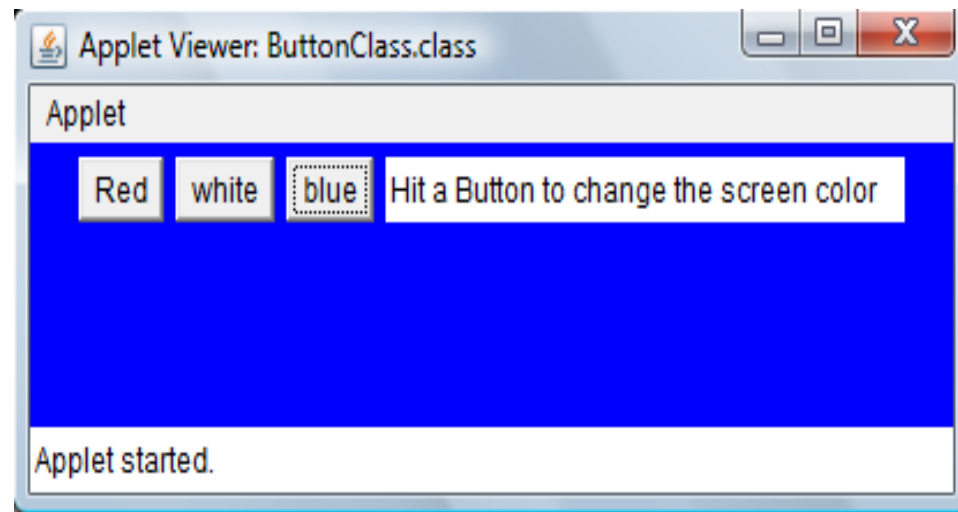 Applet Viewer: ButtonClass.class
Applet
Red white blue Hit a Button to change the screen color
Applet started.